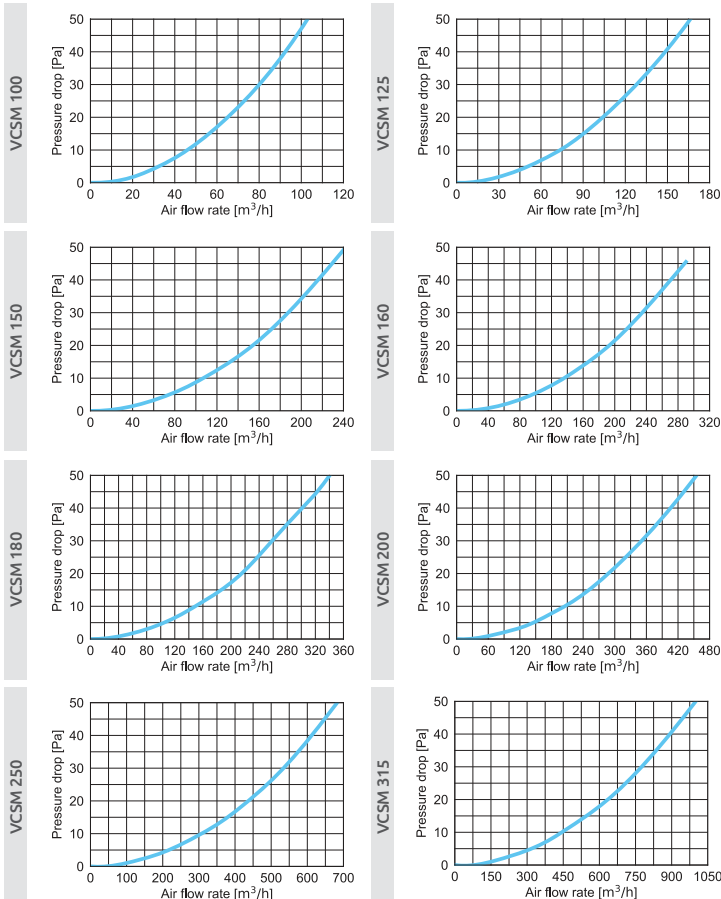 VCSM 100
Pressure drop [Pa]
50
40
30
20
10
0
0 20 40 60 80 100 120
Air flow rate [m³/h]
VCSM 125
Pressure drop [Pa]
50
40
30
20
10
0
0 30 60 90 120 150 180
Air flow rate [m³/h]
VCSM 150
Pressure drop [Pa]
50
40
30
20
10
0
0 40 80 120 160 200 240
Air flow rate [m³/h]
VCSM 160
Pressure drop [Pa]
50
40
30
20
10
0
0 40 80 120 160 200 240 280 320
Air flow rate [m³/h]
VCSM 180
Pressure drop [Pa]
50
40
30
20
10
0
0 40 80 120 160 200 240 280 320 360
Air flow rate [m³/h]
VCSM 200
Pressure drop [Pa]
50
40
30
20
10
0
0 60 120 180 240 300 360 420 480
Air flow rate [m³/h]
VCSM 250
Pressure drop [Pa]
50
40
30
20
10
0
0 100 200 300 400 500 600 700
Air flow rate [m³/h]
VCSM 315
Pressure drop [Pa]
50
40
30
20
10
0
0 150 300 450 600 750 900 1050
Air flow rate [m³/h]